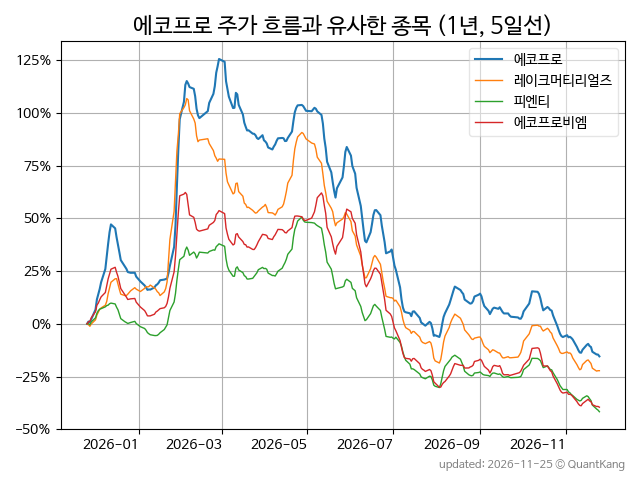 에코프로 주가 흐름과 유사한 종목 (1년, 5일선)
에코프로
레이크머티리얼즈
피엔티
에코프로비엠
125%
100%
75%
50%
25%
0%
−25%
−50%
2026-01
2026-03
2026-05
2026-07
2026-09
2026-11
updated: 2026-11-25 © QuantKang